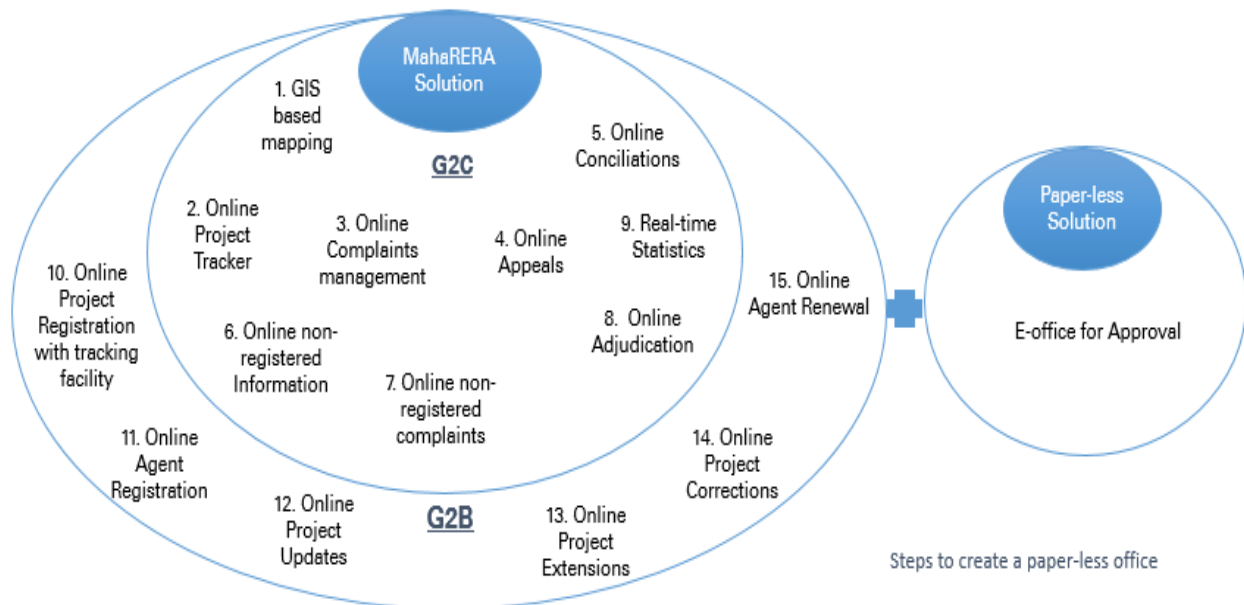 MahaRERA
Solution
1. GIS
based
mapping
5. Online
Conciliations
G2C
2. Online
Project
Tracker
3. Online
Complaints
management
4. Online
Appeals
9. Real-time
Statistics
6. Online non-
registered
Information
7. Online non-
registered
complaints
8. Online
Adjudication
10. Online
Project
Registration
with tracking
facility
11. Online
Agent
Registration
12. Online
Project
Updates
G2B
13. Online
Project
Extensions
14. Online
Project
Corrections
15. Online
Agent Renewal
Paper-less
Solution
E-office for Approval
Steps to create a paper-less office